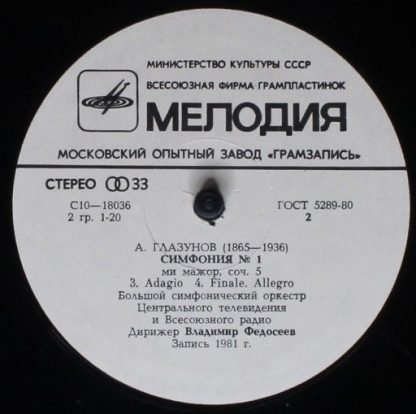 МИНИСТЕРСТВО КУЛЬТУРЫ СССР
ВСЕСОЮЗНАЯ ФИРМА ГРАМПЛАСТИНОК
МЕЛОДИЯ
МОСКОВСКИЙ ОПЫТНЫЙ ЗАВОД «ГРАМЗАПИСЬ»
СТЕРЕО 33
С10—18036
2 гр. 1-20
ГОСТ 5289-80
2
А. ГЛАЗУНОВ (1865—1936)
СИМФОНИЯ № 1
ми мажор, соч. 5
3. Adagio 4. Finale. Allegro
Большой симфонический оркестр
Центрального телевидения
и Всесоюзного радио
Дирижер Владимир Федосеев
Запись 1981 г.